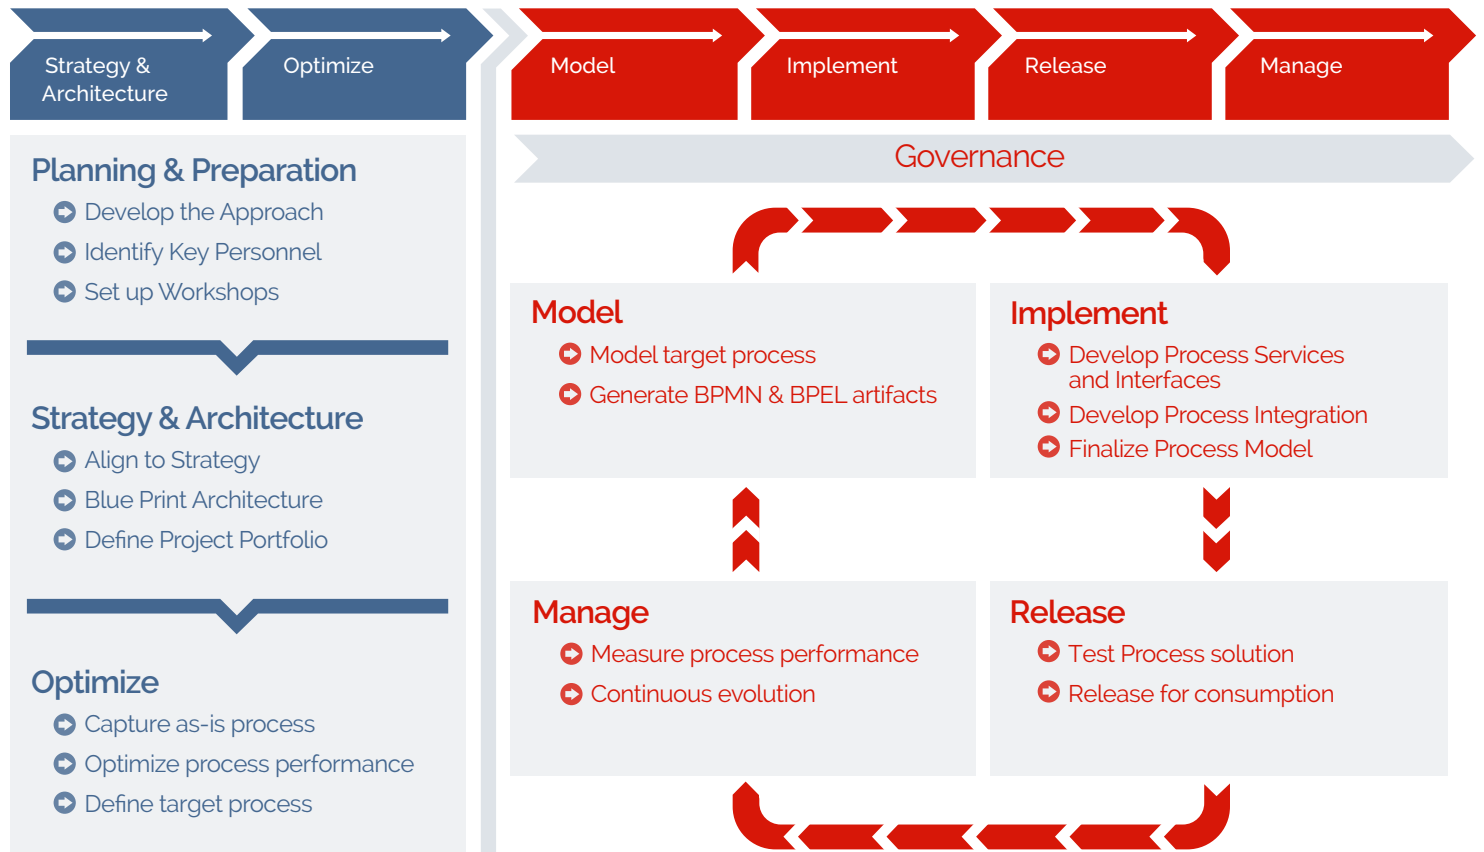 Strategy &
Architecture
Optimize
Model
Implement
Release
Manage
Planning & Preparation
Develop the Approach
Identify Key Personnel
Set up Workshops
Strategy & Architecture
Align to Strategy
Blue Print Architecture
Define Project Portfolio
Optimize
Capture as-is process
Optimize process performance
Define target process
Governance
Model
Model target process
Generate BPMN & BPEL artifacts
Implement
Develop Process Services
and Interfaces
Develop Process Integration
Finalize Process Model
Manage
Measure process performance
Continuous evolution
Release
Test Process solution
Release for consumption